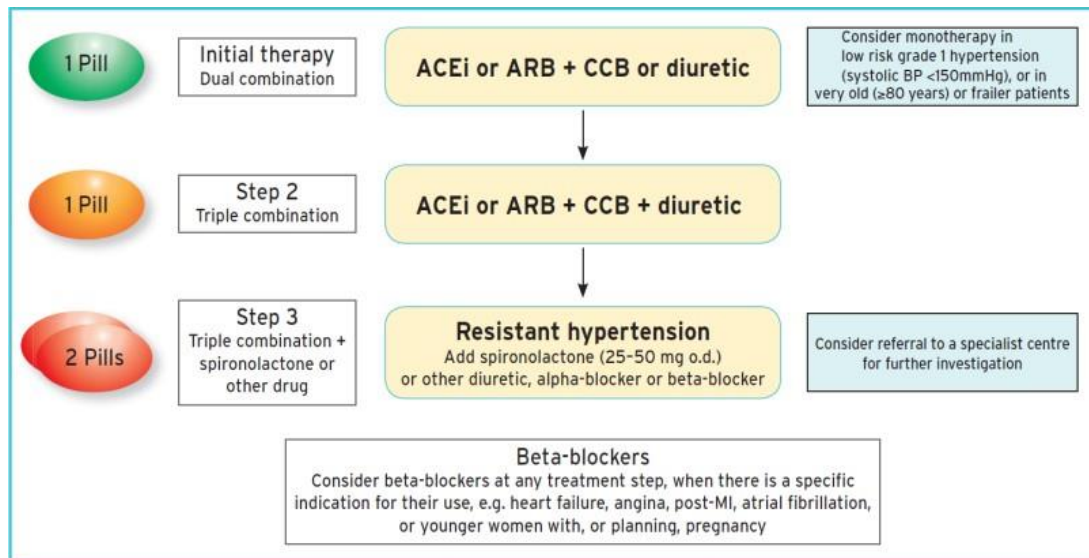 1 Pill
Initial therapy
Dual combination
ACEi or ARB + CCB or diuretic
Consider monotherapy in
low risk grade 1 hypertension
(systolic BP <150mmHg), or in
very old (≥80 years) or frailer patients
1 Pill
Step 2
Triple combination
ACEi or ARB + CCB + diuretic
2 Pills
Step 3
Triple combination +
spironolactone or
other drug
Resistant hypertension
Add spironolactone (25-50 mg o.d.)
or other diuretic, alpha-blocker or beta-blocker
Consider referral to a specialist centre
for further investigation
Beta-blockers
Consider beta-blockers at any treatment step, when there is a specific
indication for their use, e.g. heart failure, angina, post-MI, atrial fibrillation,
or younger women with, or planning, pregnancy